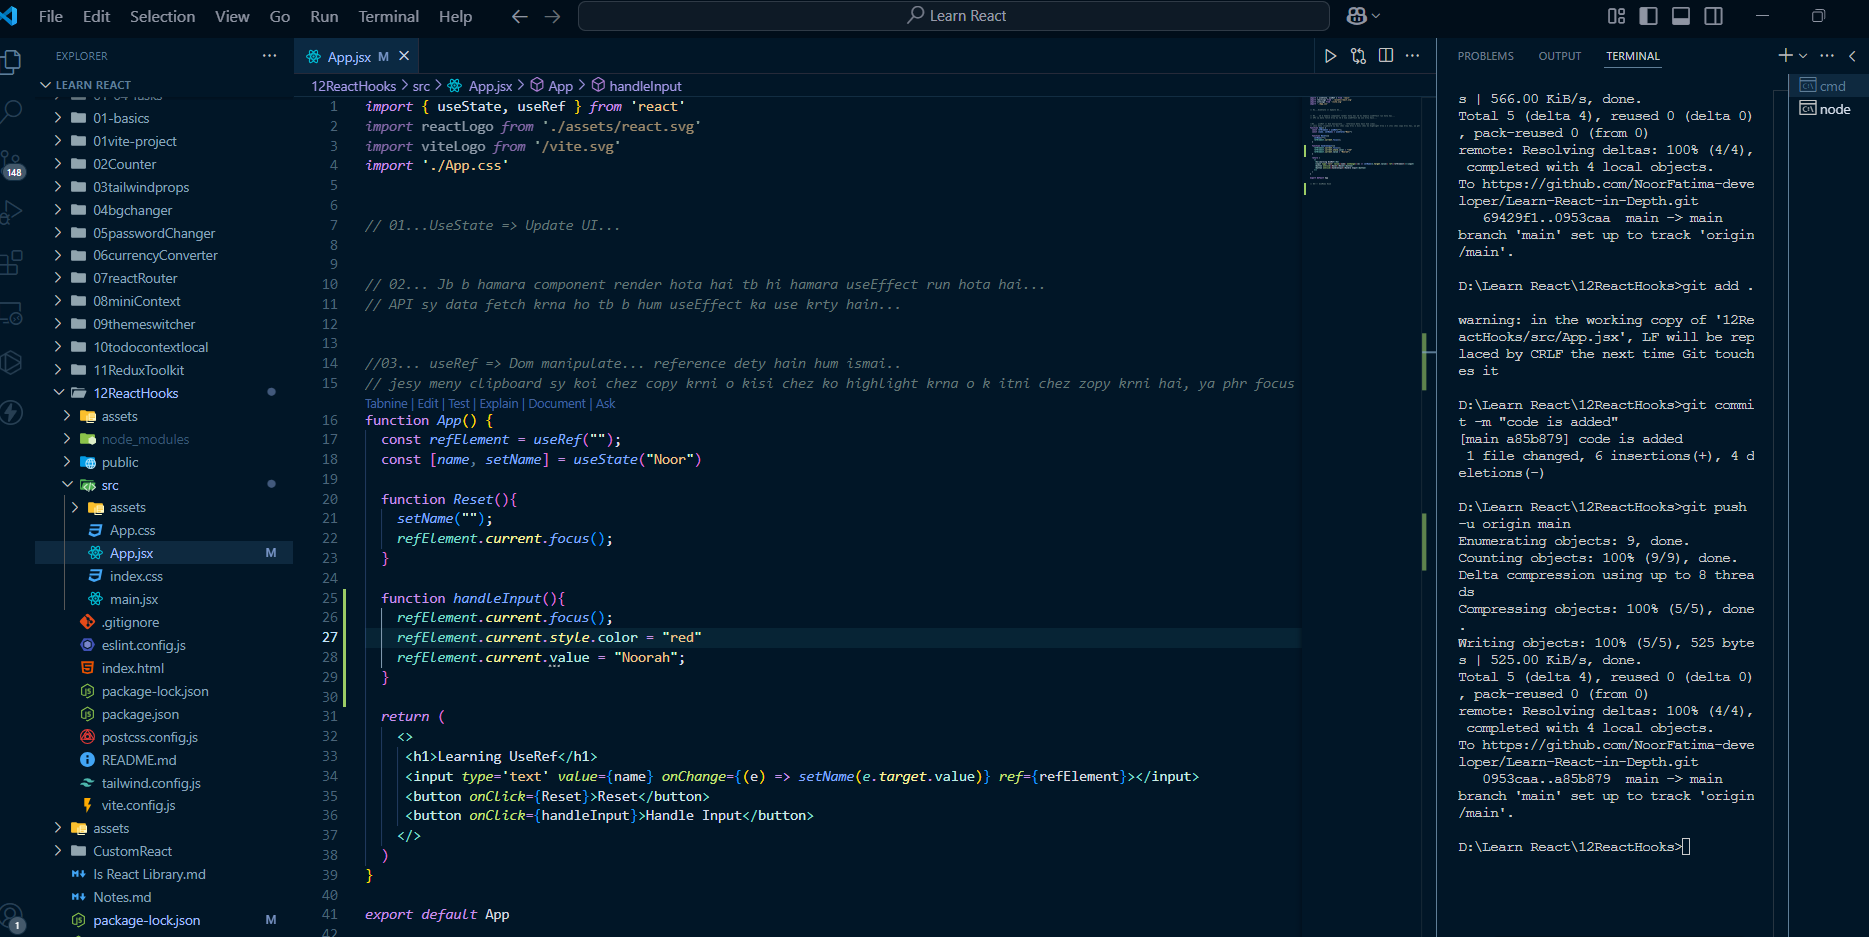 File Edit Selection View Go Run Terminal Help
Learn React
EXPLORER
LEARN REACT
01-basics
01vite-project
02Counter
03tailwindprops
04bgchanger
05passwordChanger
06currencyConverter
07reactRouter
08miniContext
09themeswitcher
10todocontextlocal
11ReduxToolkit
12ReactHooks
assets
node_modules
public
src
assets
App.css
App.jsx M
index.css
main.jsx
.gitignore
eslint.config.js
index.html
package-lock.json
package.json
postcss.config.js
README.md
tailwind.config.js
vite.config.js
assets
CustomReact
Is React Library.md
Notes.md
package-lock.json M
148
1
App.jsx M
12ReactHooks > src > App.jsx > App > handleInput
1 import { useState, useRef } from 'react'
2 import reactLogo from './assets/react.svg'
3 import viteLogo from '/vite.svg'
4 import './App.css'
5
6
7 // 01...UseState => Update UI...
8
9
10 // 02... Jb b hamara component render hota hai tb hi hamara useEffect run hota hai...
11 // API sy data fetch krna ho tb b hum useEffect ka use krty hain...
12
13
14 //03... useRef => Dom manipulate... reference dety hain hum ismai..
15 // jesy meny clipboard sy koi chez copy krni o kisi chez ko highlight krna o k itni chez zopy krni hai, ya phr focus
Tabnine | Edit | Test | Explain | Document | Ask
16 function App() {
17 const refElement = useRef("");
18 const [name, setName] = useState("Noor")
19
20 function Reset(){
21 setName("");
22 refElement.current.focus();
23 }
24
25 function handleInput(){
26 refElement.current.focus();
27 refElement.current.style.color = "red"
28 refElement.current.value = "Noorah";
29 }
30
31 return (
32 <>
33 <h1>Learning UseRef</h1>
34 <input type='text' value={name} onChange={(e) => setName(e.target.value)} ref={refElement}></input>
35 <button onClick={Reset}>Reset</button>
36 <button onClick={handleInput}>Handle Input</button>
37 </>
38 )
39 }
40
41 export default App
42
PROBLEMS OUTPUT TERMINAL
cmd
node
s | 566.00 KiB/s, done.
Total 5 (delta 4), reused 0 (delta 0)
, pack-reused 0 (from 0)
remote: Resolving deltas: 100% (4/4),
completed with 4 local objects.
To https://github.com/NoorFatima-deve
loper/Learn-React-in-Depth.git
69429f1..0953caa main -> main
branch 'main' set up to track 'origin
/main'.
D:\Learn React\12ReactHooks>git add .
warning: in the working copy of '12Re
actHooks/src/App.jsx', LF will be rep
laced by CRLF the next time Git touch
es it
D:\Learn React\12ReactHooks>git commi
t -m "code is added"
[main a85b879] code is added
1 file changed, 6 insertions(+), 4 d
eletions(-)
D:\Learn React\12ReactHooks>git push
-u origin main
Enumerating objects: 9, done.
Counting objects: 100% (9/9), done.
Delta compression using up to 8 threa
ds
Compressing objects: 100% (5/5), done
.
Writing objects: 100% (5/5), 525 byte
s | 525.00 KiB/s, done.
Total 5 (delta 4), reused 0 (delta 0)
, pack-reused 0 (from 0)
remote: Resolving deltas: 100% (4/4),
completed with 4 local objects.
To https://github.com/NoorFatima-deve
loper/Learn-React-in-Depth.git
0953caa..a85b879 main -> main
branch 'main' set up to track 'origin
/main'.
D:\Learn React\12ReactHooks>